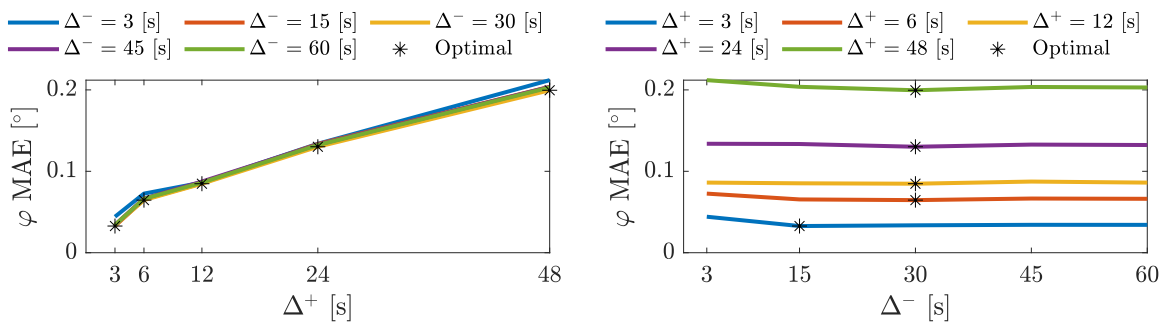 Δ⁻ = 3 [s] Δ⁻ = 15 [s] Δ⁻ = 30 [s]
Δ⁻ = 45 [s] Δ⁻ = 60 [s] Optimal
0.2
0.1
0
φ MAE [°]
3 6 12 24 48
Δ⁺ [s]
Δ⁺ = 3 [s] Δ⁺ = 6 [s] Δ⁺ = 12 [s]
Δ⁺ = 24 [s] Δ⁺ = 48 [s] Optimal
0.2
0.1
0
φ MAE [°]
3 15 30 45 60
Δ⁻ [s]